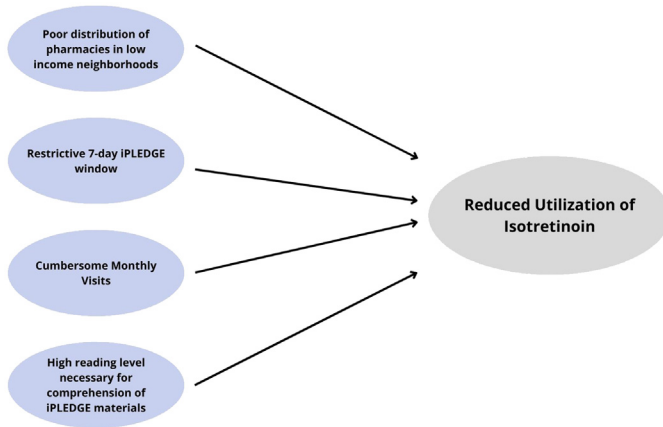 Poor distribution of
pharmacies in low
income neighborhoods
Restrictive 7-day iPLEDGE
window
Cumbersome Monthly
Visits
High reading level
necessary for
comprehension of
iPLEDGE materials
Reduced Utilization of
Isotretinoin